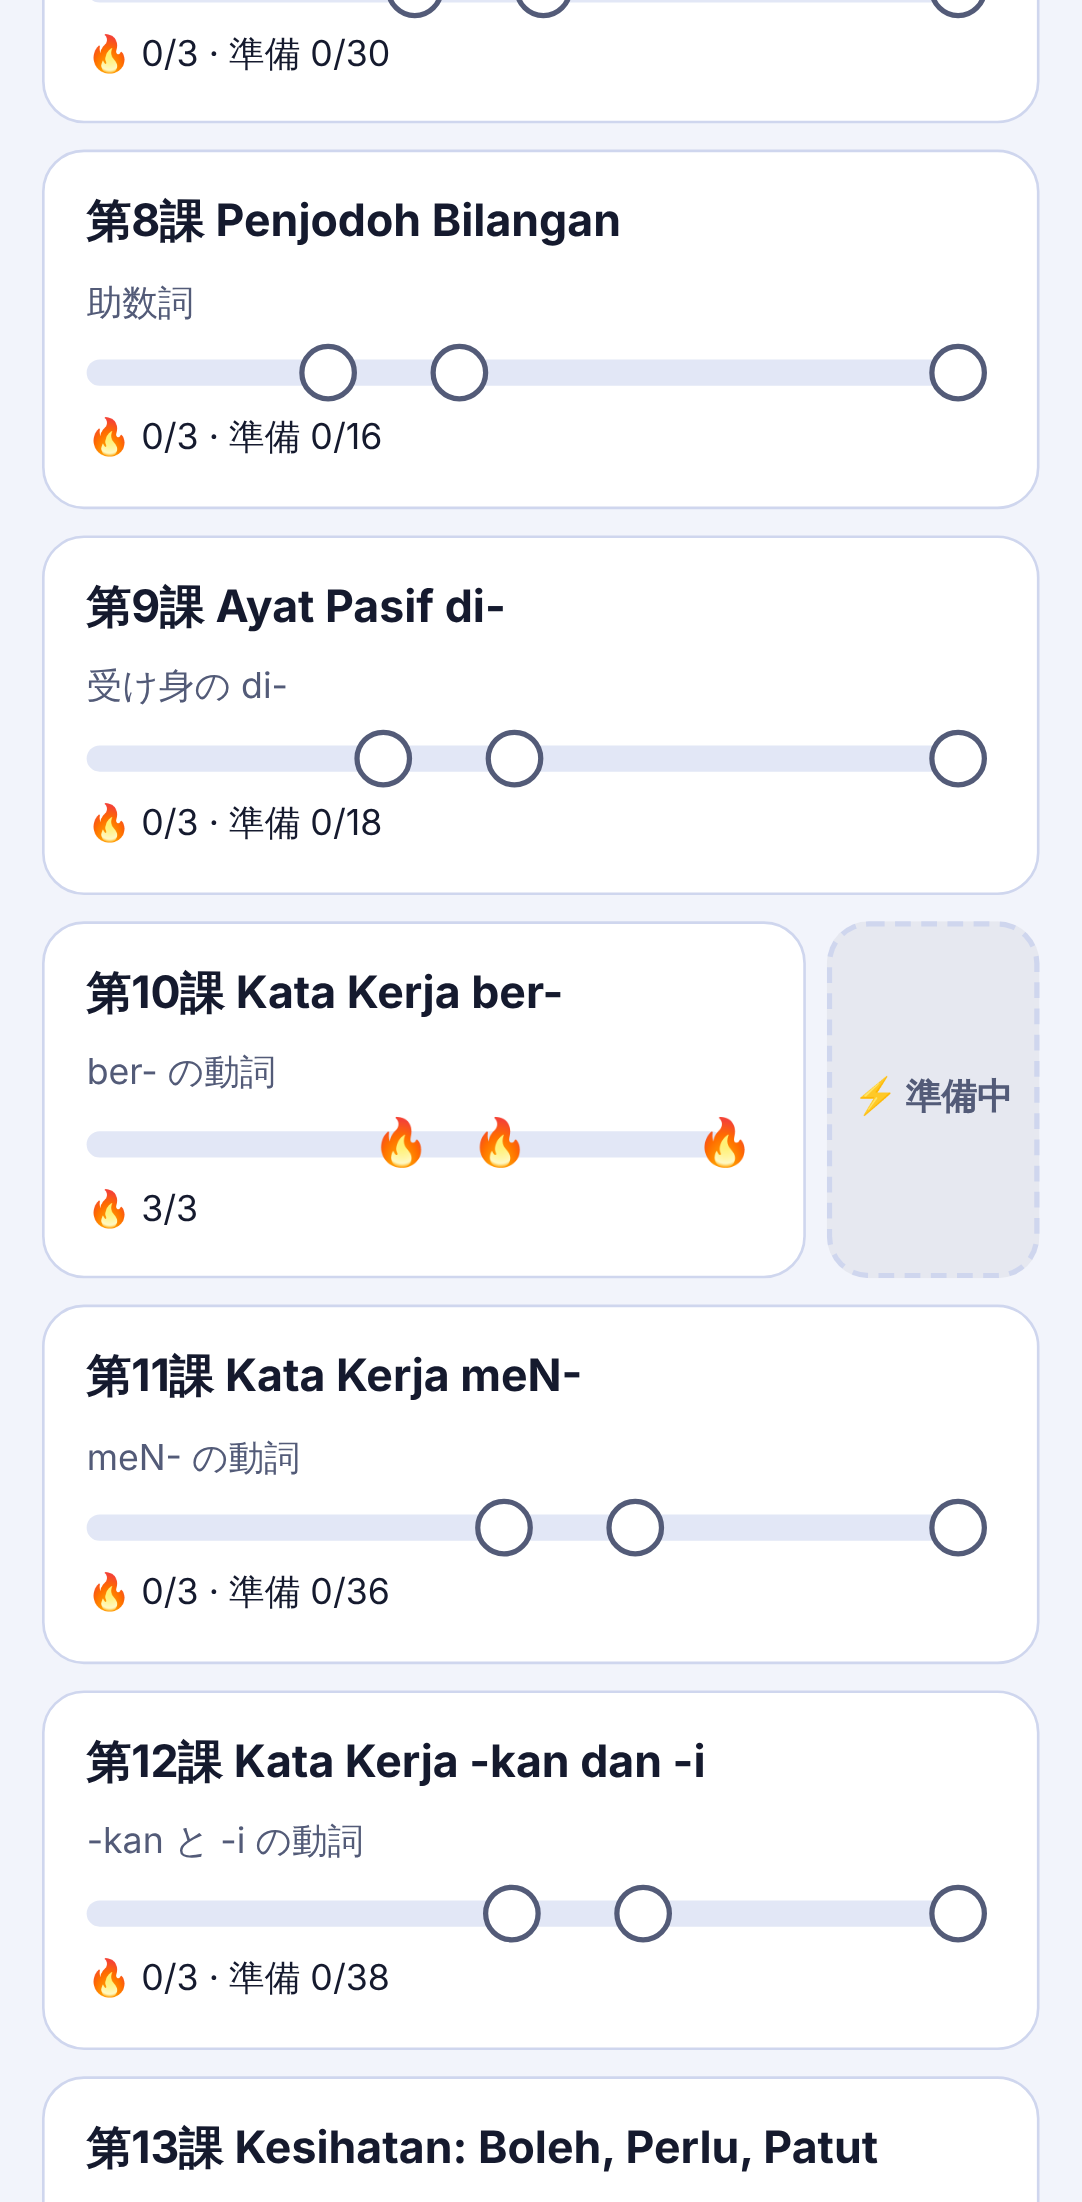 🔥 0/3 · 準備 0/30
第8課 Penjodoh Bilangan
助数詞
🔥 0/3 · 準備 0/16
第9課 Ayat Pasif di-
受け身の di-
🔥 0/3 · 準備 0/18
第10課 Kata Kerja ber-
ber- の動詞
🔥 3/3
⚡ 準備中
第11課 Kata Kerja meN-
meN- の動詞
🔥 0/3 · 準備 0/36
第12課 Kata Kerja -kan dan -i
-kan と -i の動詞
🔥 0/3 · 準備 0/38
第13課 Kesihatan: Boleh, Perlu, Patut